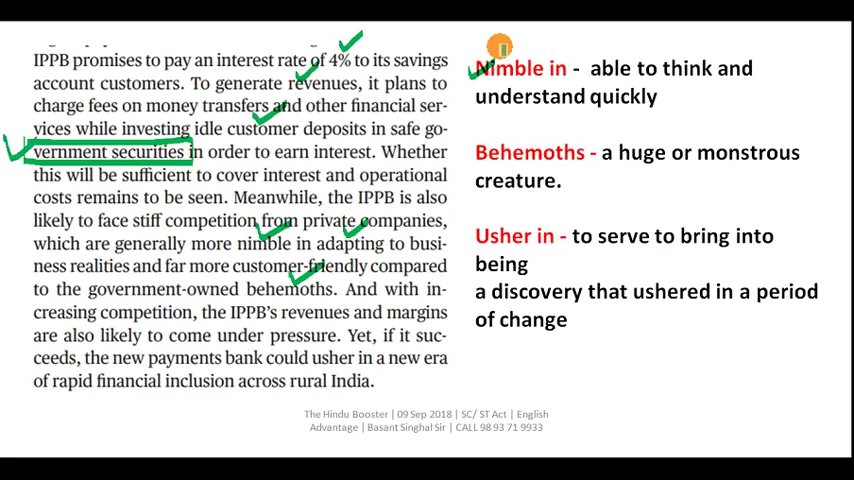 IPPB promises to pay an interest rate of 4% to its savings
account customers. To generate revenues, it plans to
charge fees on money transfers and other financial ser-
vices while investing idle customer deposits in safe go-
vernment securities in order to earn interest. Whether
this will be sufficient to cover interest and operational
costs remains to be seen. Meanwhile, the IPPB is also
likely to face stiff competition from private companies,
which are generally more nimble in adapting to busi-
ness realities and far more customer-friendly compared
to the government-owned behemoths. And with in-
creasing competition, the IPPB's revenues and margins
are also likely to come under pressure. Yet, if it suc-
ceeds, the new payments bank could usher in a new era
of rapid financial inclusion across rural India.
Nimble in - able to think and
understand quickly
Behemoths - a huge or monstrous
creature.
Usher in - to serve to bring into
being
a discovery that ushered in a period
of change
The Hindu Booster | 09 Sep 2018 | SC/ ST Act | English
Advantage | Basant Singhal Sir | CALL 98 93 71 9933